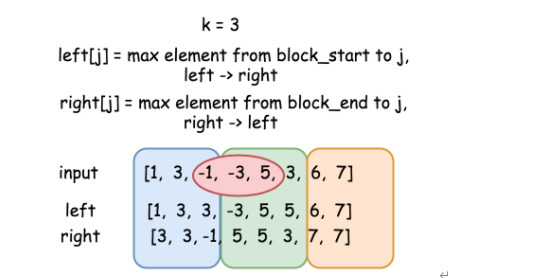 k = 3
left[j] = max element from block_start to j,
left -> right
right[j] = max element from block_end to j,
right -> left
input [1, 3, -1, -3, 5, 3, 6, 7]
left [1, 3, 3, -3, 5, 5, 6, 7]
right [3, 3, -1, 5, 5, 3, 7, 7]